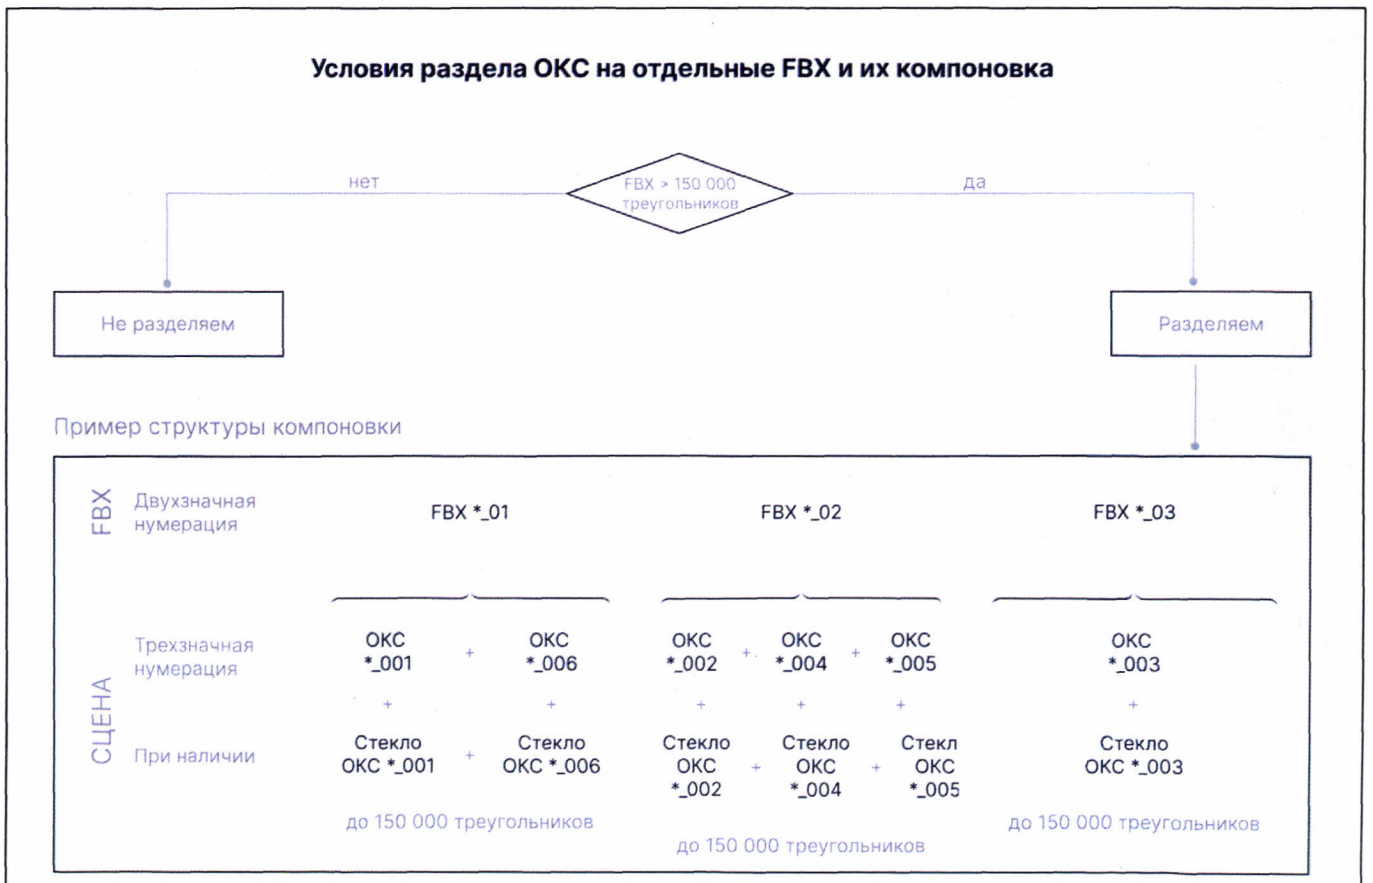 Условия раздела ОКС на отдельные FBX и их компоновка
нет
FBX > 150 000
треугольников
да
Не разделяем
Разделяем
Пример структуры компоновки
FBX
Двухзначная
нумерация
FBX *_01
FBX *_02
FBX *_03
СЦЕНА
Трехзначная
нумерация
ОКС
*_001
+
ОКС
*_006
ОКС
*_002
+
ОКС
*_004
+
ОКС
*_005
ОКС
*_003
+ + + + + +
При наличии
Стекло
ОКС *_001
+
Стекло
ОКС *_006
Стекло
ОКС
*_002
+
Стекло
ОКС
*_004
+
Стекл
ОКС
*_005
Стекло
ОКС *_003
до 150 000 треугольников
до 150 000 треугольников
до 150 000 треугольников